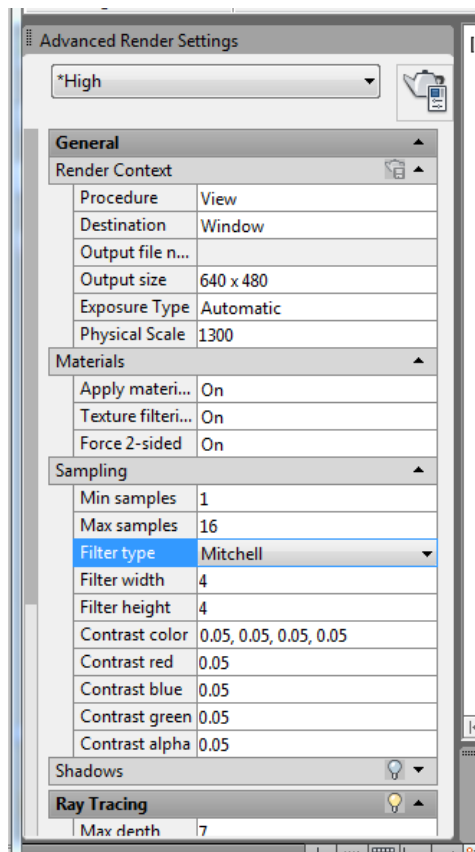 Advanced Render Settings
*High
General
Render Context
Procedure View
Destination Window
Output file n...
Output size 640 x 480
Exposure Type Automatic
Physical Scale 1300
Materials
Apply materi... On
Texture filteri... On
Force 2-sided On
Sampling
Min samples 1
Max samples 16
Filter type Mitchell
Filter width 4
Filter height 4
Contrast color 0.05, 0.05, 0.05, 0.05
Contrast red 0.05
Contrast blue 0.05
Contrast green 0.05
Contrast alpha 0.05
Shadows
Ray Tracing
Max depth 7